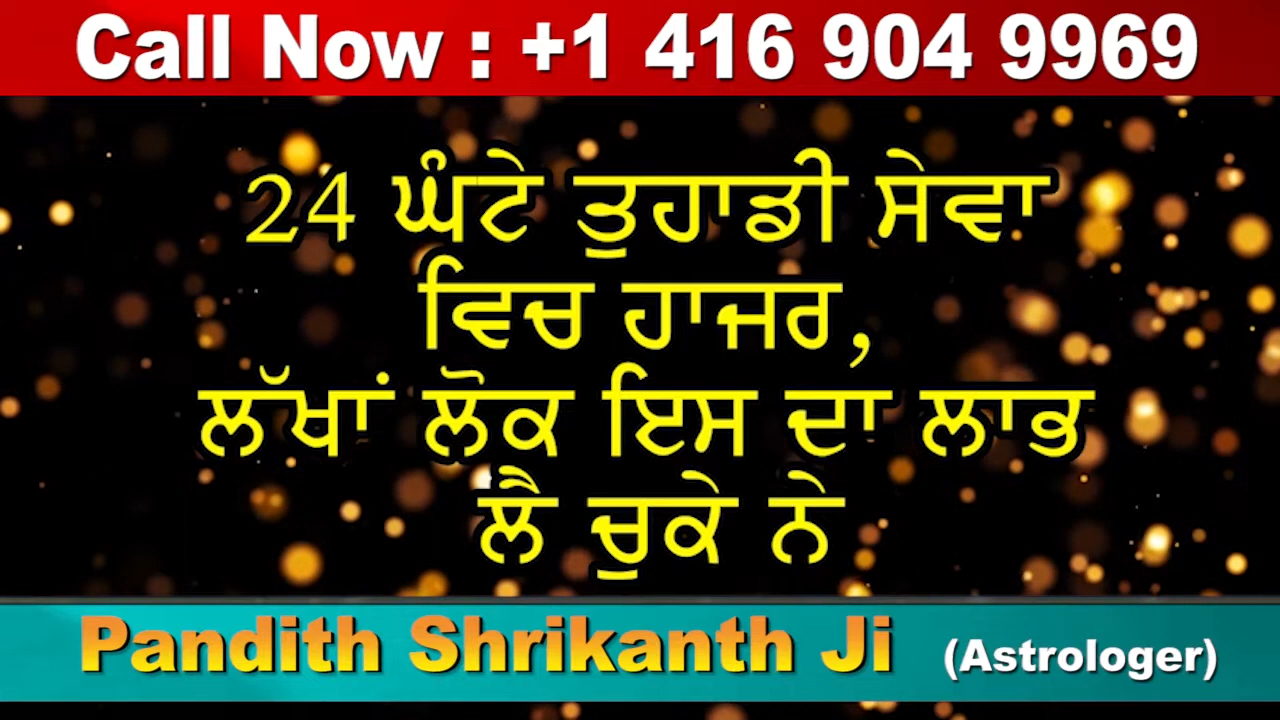 Call Now : +1 416 904 9969
24 ਘੰਟੇ ਤੁਹਾਡੀ ਸੇਵਾ
ਵਿਚ ਹਾਜਰ,
ਲੱਖਾਂ ਲੋਕ ਇਸ ਦਾ ਲਾਭ
ਲੈ ਚੁਕੇ ਨੇ
Pandith Shrikanth Ji (Astrologer)